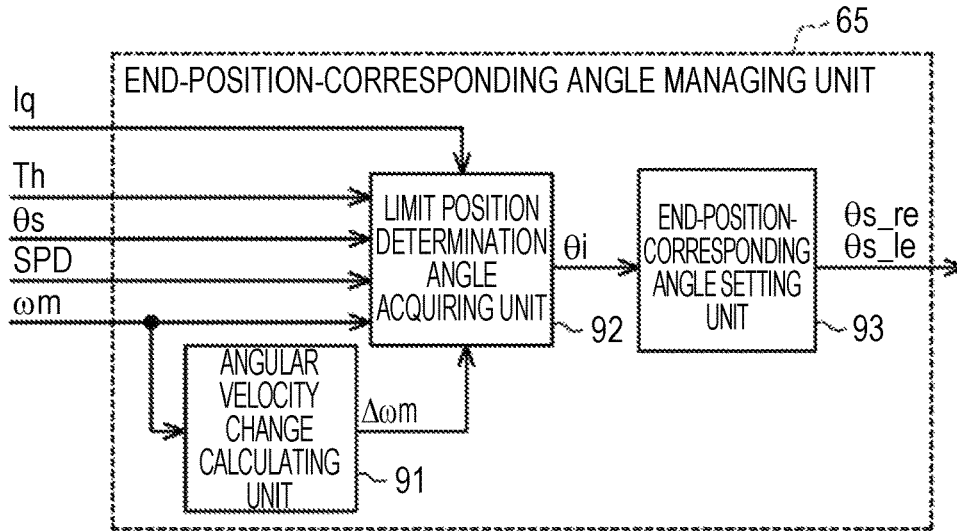 65
END-POSITION-CORRESPONDING ANGLE MANAGING UNIT
Iq
Th
θs
SPD
ωm
LIMIT POSITION
DETERMINATION
ANGLE
ACQUIRING UNIT
92
θi
END-POSITION-
CORRESPONDING
ANGLE SETTING
UNIT
93
θs_re
θs_le
ANGULAR
VELOCITY
CHANGE
CALCULATING
UNIT
91
Δωm